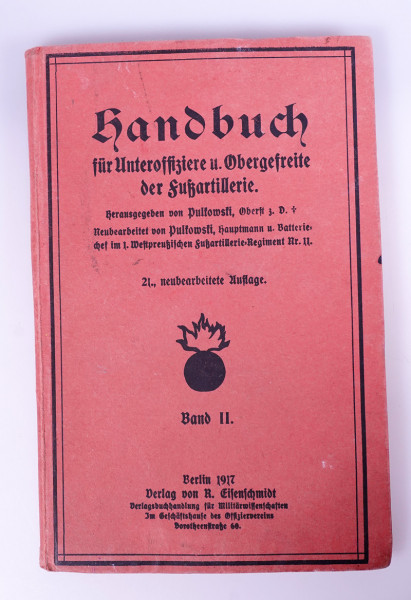 Handbuch
für Unteroffiziere u. Obergefreite
der Fußartillerie.
Herausgegeben von Pulkowski, Oberst z. D. †
Neubearbeitet von Pulkowski, Hauptmann u. Batterie-
chef im 1. Westpreußischen Fußartillerie-Regiment Nr. 11.
21., neubearbeitete Auflage.
Band II.
Berlin 1917
Verlag von R. Eisenschmidt
Verlagsbuchhandlung für Militärwissenschaften
Im Geschäftshause des Offiziervereins
Dorotheenstraße 60.